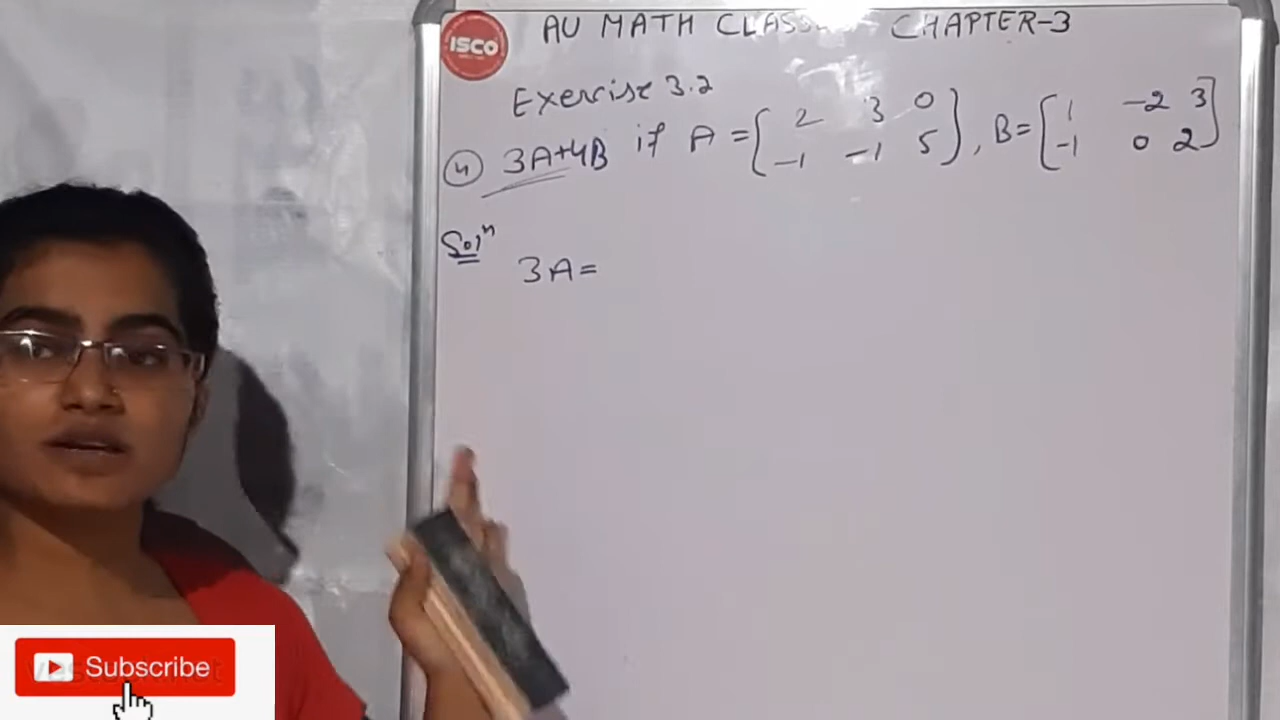 ISCO
AU MATH CLASS CHAPTER-3
Exercise 3.2
④ 3A+4B if A = [ 2 3 0 ], B = [ 1 -2 3 ]
-1 -1 5 -1 0 2
Solⁿ
3A=
Subscribe